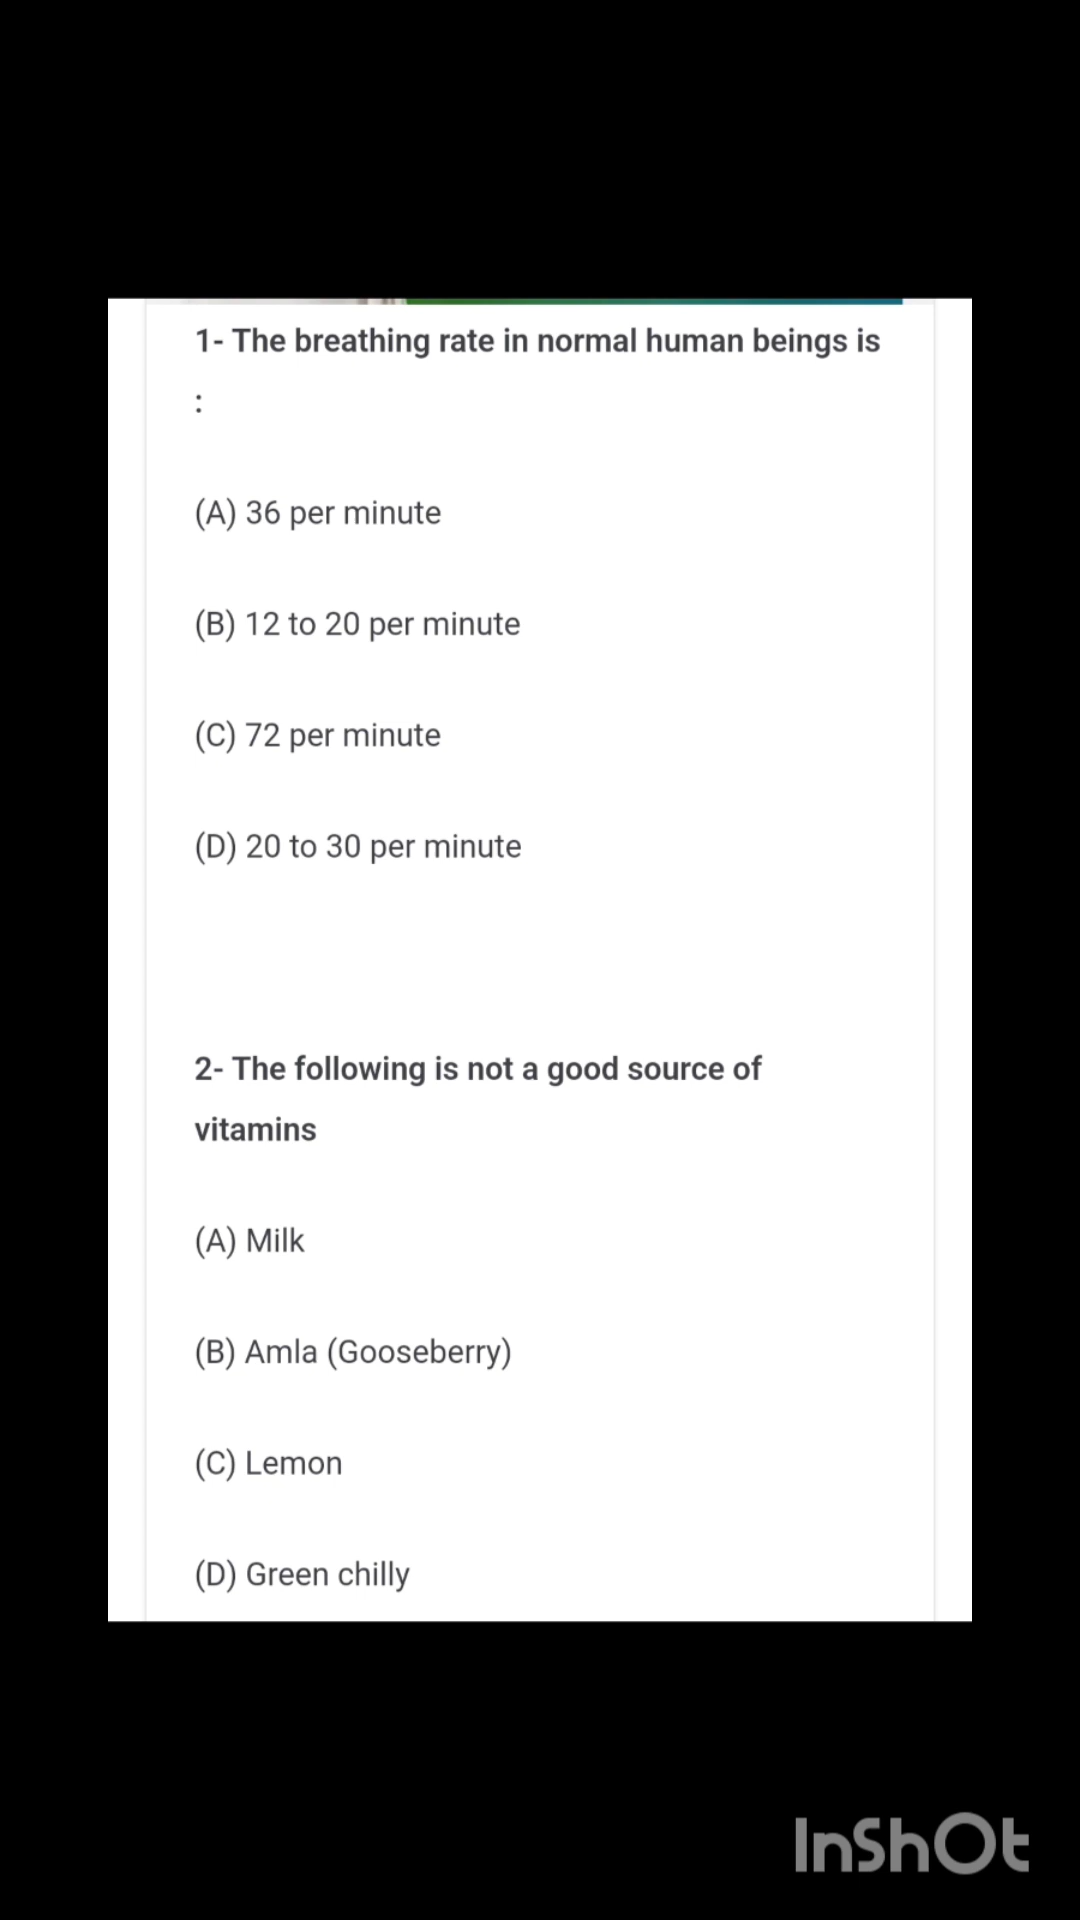 1- The breathing rate in normal human beings is
:
(A) 36 per minute
(B) 12 to 20 per minute
(C) 72 per minute
(D) 20 to 30 per minute
2- The following is not a good source of
vitamins
(A) Milk
(B) Amla (Gooseberry)
(C) Lemon
(D) Green chilly
InShOt